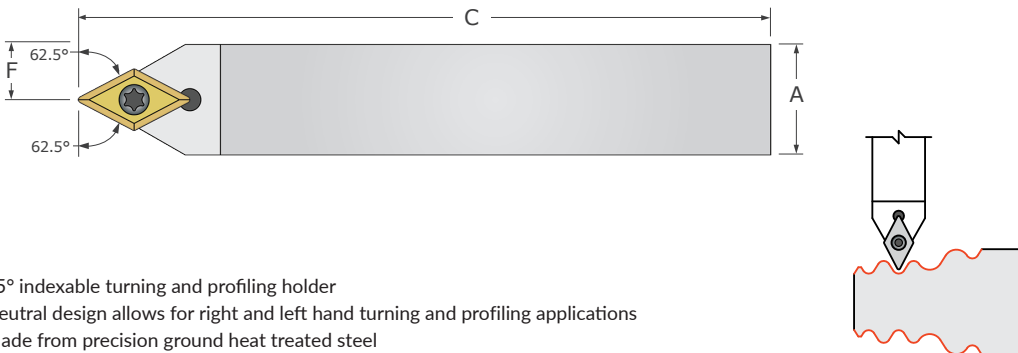 C
62.5°
F
A
62.5°
5° indexable turning and profiling holder
eutral design allows for right and left hand turning and profiling applications
ade from precision ground heat treated steel